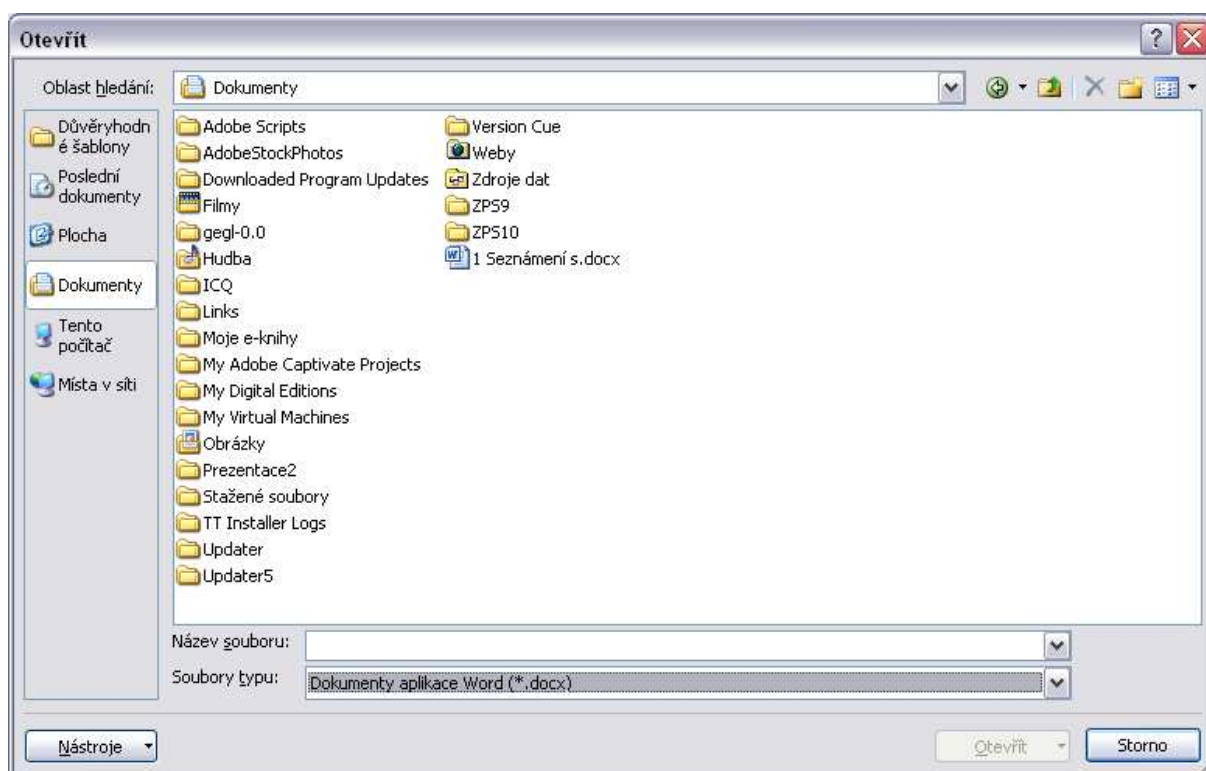 Otevřít
Oblast hledání:
Dokumenty
Důvěryhodn
é šablony
Poslední
dokumenty
Plocha
Dokumenty
Tento
počítač
Místa v síti
Adobe Scripts
AdobeStockPhotos
Downloaded Program Updates
Filmy
gegl-0.0
Hudba
ICQ
Links
Moje e-knihy
My Adobe Captivate Projects
My Digital Editions
My Virtual Machines
Obrázky
Prezentace2
Stažené soubory
TT Installer Logs
Updater
Updater5
Version Cue
Weby
Zdroje dat
ZPS9
ZPS10
1 Seznámení s.docx
Název souboru:
Soubory typu:
Dokumenty aplikace Word (*.docx)
Nástroje
Otevřít
Storno